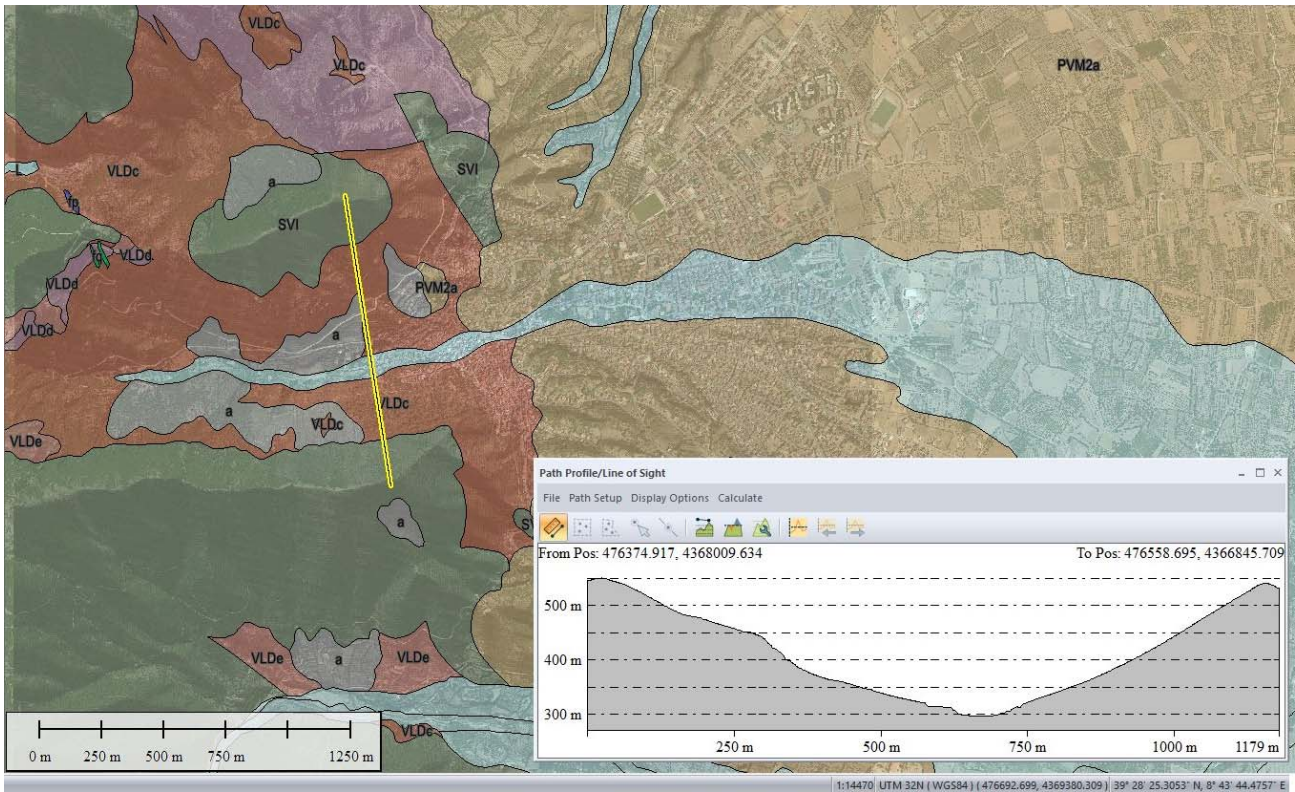 VLDc
VLDc
PVM2a
L
VLDc
a
SVI
fp
SVI
VLDd
VLDd
PVM2a
VLDd
a
a
VLDc
VLDc
VLDe
a
VLDe
a
VLDe
VLDc
Path Profile/Line of Sight
File Path Setup Display Options Calculate
From Pos: 476374.917, 4368009.634 To Pos: 476558.695, 4366845.709
500 m
400 m
300 m
250 m 500 m 750 m 1000 m 1179 m
0 m 250 m 500 m 750 m 1250 m
1:14470 UTM 32N ( WGS84 ) ( 476692.699, 4369380.309 ) 39° 28' 25.3053" N, 8° 43' 44.4757" E